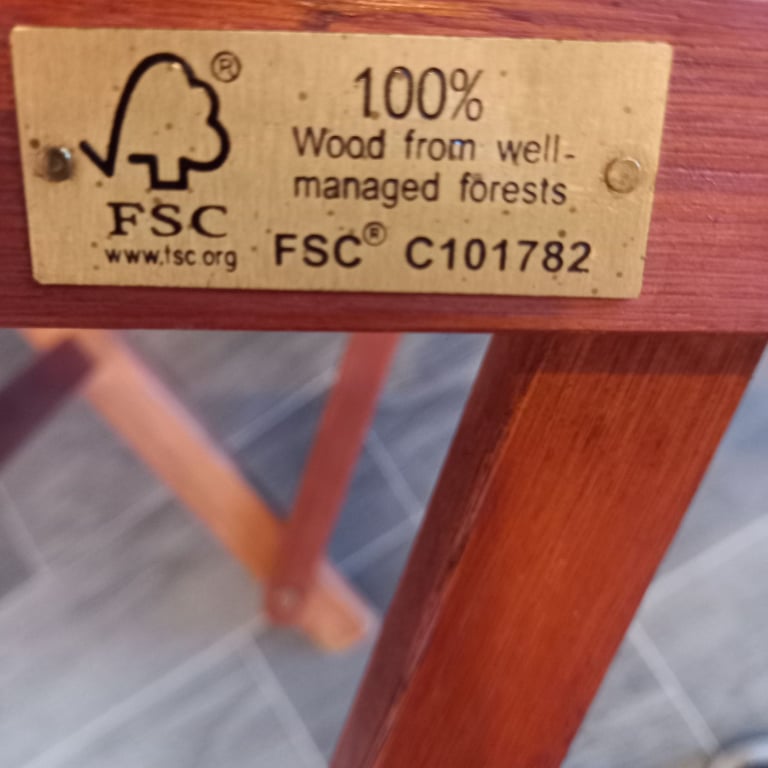 ®
FSC
www.fsc.org
100%
Wood from well-
managed forests
FSC® C101782